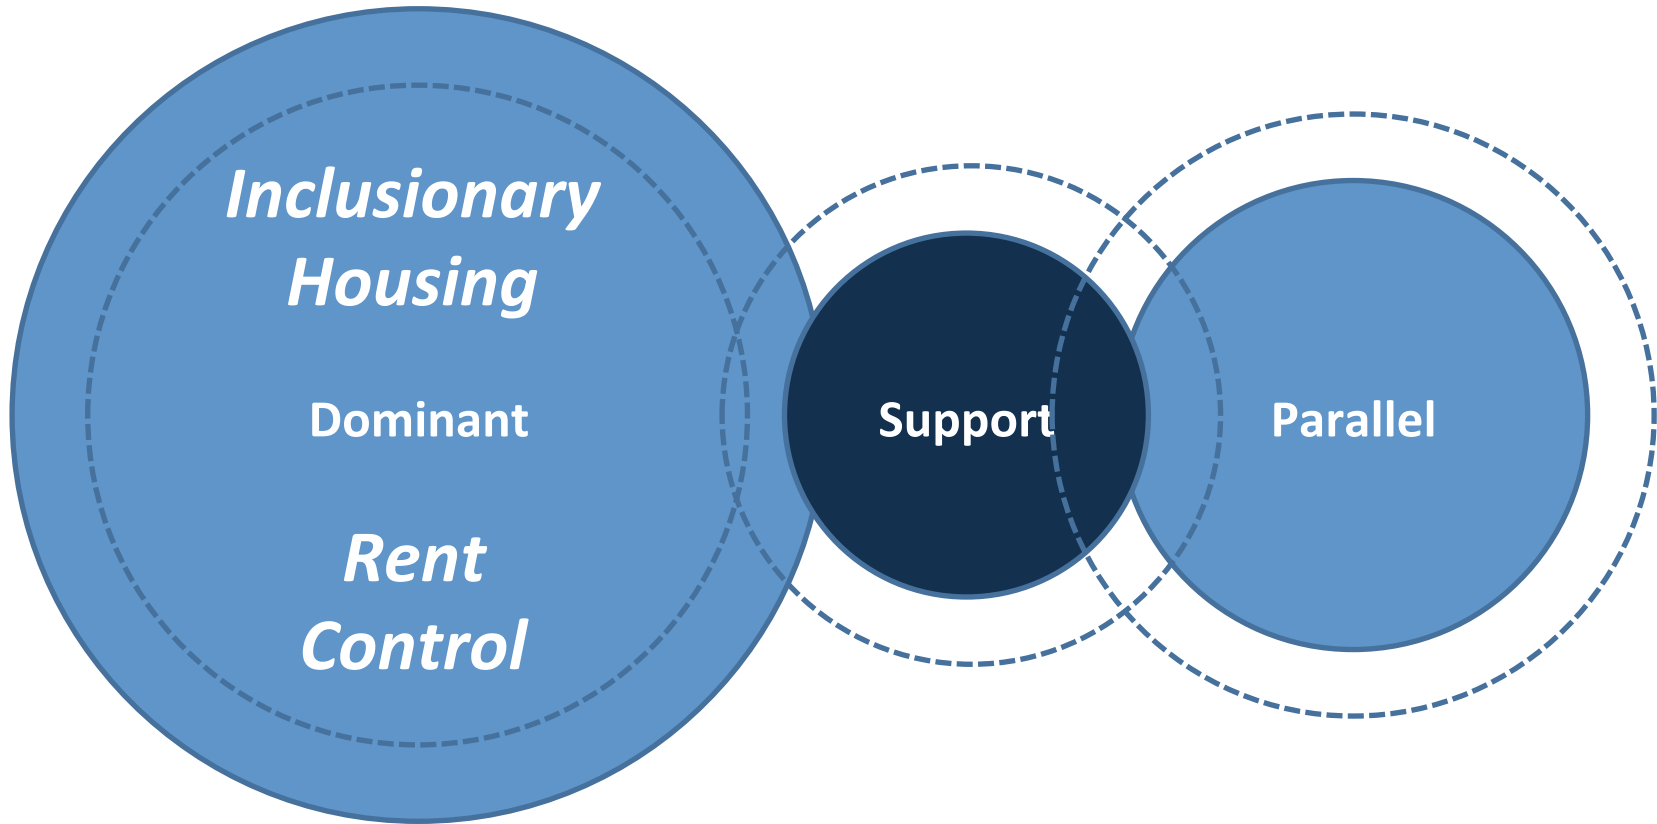 Inclusionary
Housing
Dominant
Rent
Control
Support
Parallel